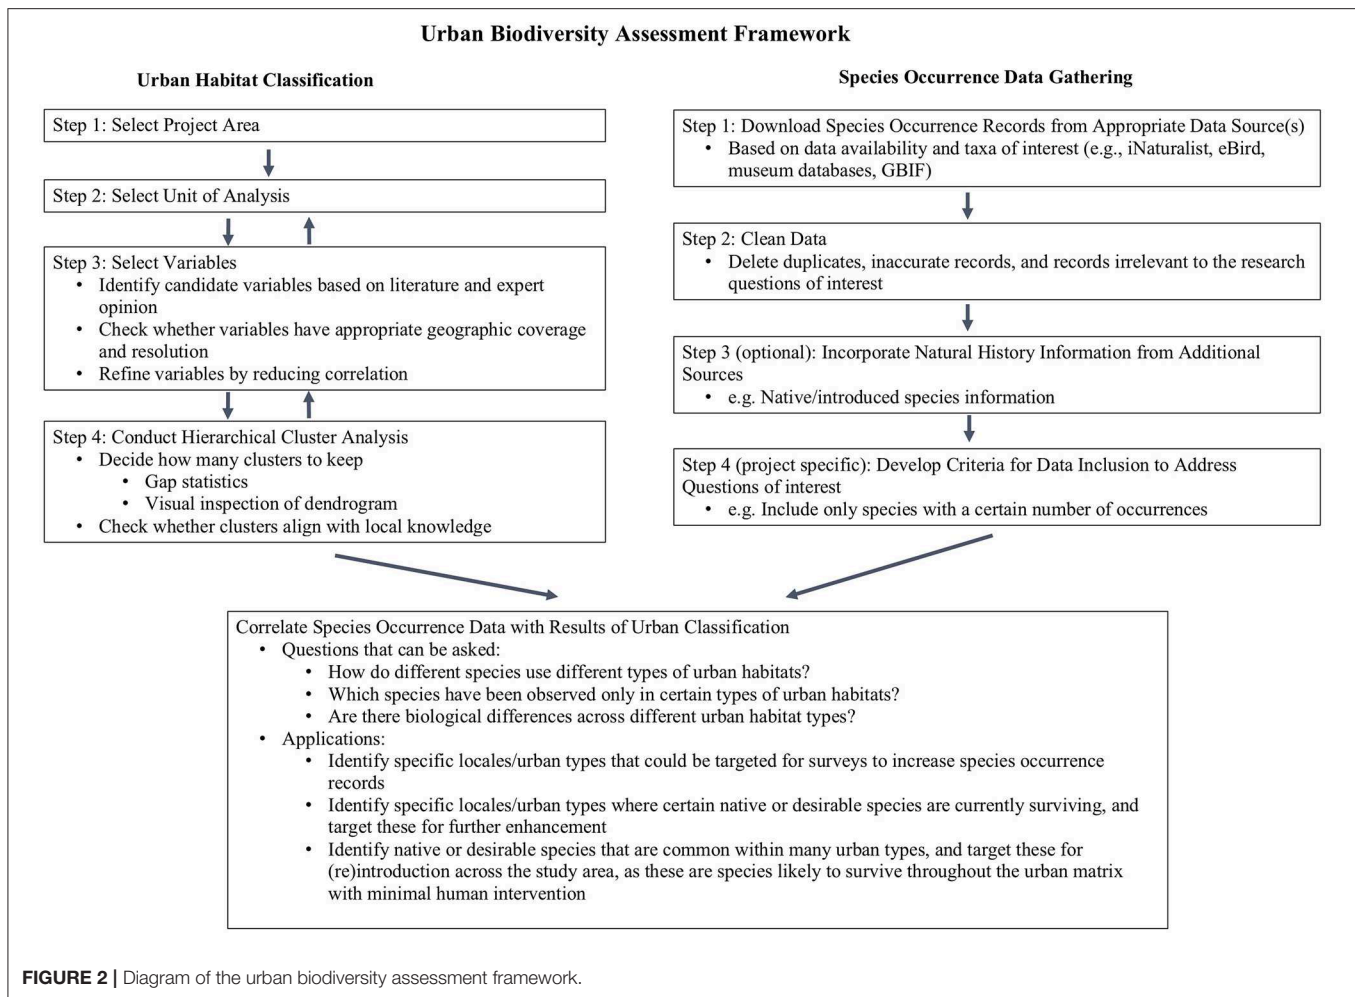 Urban Biodiversity Assessment Framework
Urban Habitat Classification
Step 1: Select Project Area
Step 2: Select Unit of Analysis
Step 3: Select Variables
• Identify candidate variables based on literature and expert
opinion
• Check whether variables have appropriate geographic coverage
and resolution
• Refine variables by reducing correlation
Step 4: Conduct Hierarchical Cluster Analysis
• Decide how many clusters to keep
• Gap statistics
• Visual inspection of dendrogram
• Check whether clusters align with local knowledge
Species Occurrence Data Gathering
Step 1: Download Species Occurrence Records from Appropriate Data Source(s)
• Based on data availability and taxa of interest (e.g., iNaturalist, eBird,
museum databases, GBIF)
Step 2: Clean Data
• Delete duplicates, inaccurate records, and records irrelevant to the research
questions of interest
Step 3 (optional): Incorporate Natural History Information from Additional
Sources
• e.g. Native/introduced species information
Step 4 (project specific): Develop Criteria for Data Inclusion to Address
Questions of interest
• e.g. Include only species with a certain number of occurrences
Correlate Species Occurrence Data with Results of Urban Classification
• Questions that can be asked:
• How do different species use different types of urban habitats?
• Which species have been observed only in certain types of urban habitats?
• Are there biological differences across different urban habitat types?
• Applications:
• Identify specific locales/urban types that could be targeted for surveys to increase species occurrence
records
• Identify specific locales/urban types where certain native or desirable species are currently surviving, and
target these for further enhancement
• Identify native or desirable species that are common within many urban types, and target these for
(re)introduction across the study area, as these are species likely to survive throughout the urban matrix
with minimal human intervention
FIGURE 2 | Diagram of the urban biodiversity assessment framework.